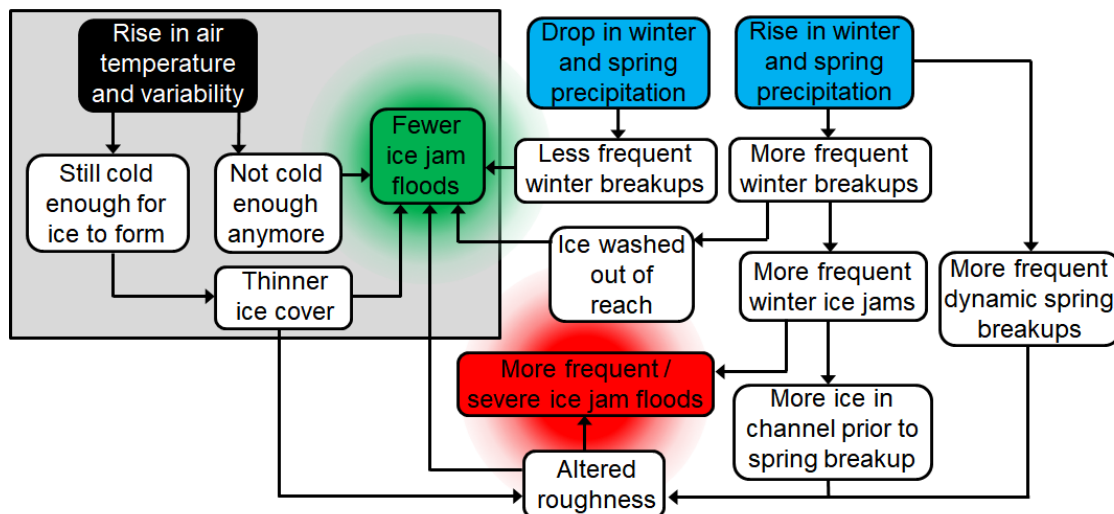 Rise in air
temperature
and variability
Drop in winter
and spring
precipitation
Rise in winter
and spring
precipitation
Fewer
ice jam
floods
Still cold
enough for
ice to form
Not cold
enough
anymore
Less frequent
winter breakups
More frequent
winter breakups
Thinner
ice cover
Ice washed
out of
reach
More frequent
winter ice jams
More frequent
dynamic spring
breakups
More frequent /
severe ice jam floods
More ice in
channel prior to
spring breakup
Altered
roughness